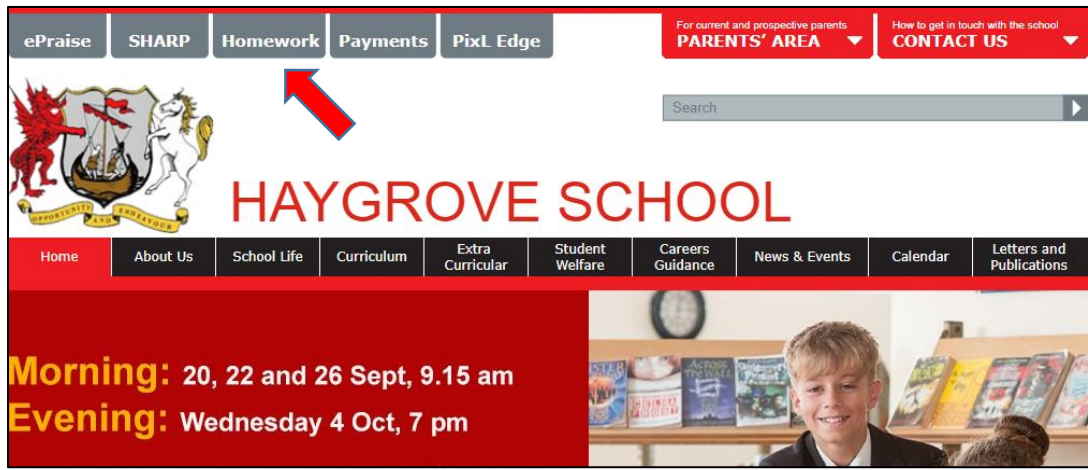 ePraise SHARP Homework Payments PixL Edge
For current and prospective parents
PARENTS' AREA
How to get in touch with the school
CONTACT US
Search
OPPORTUNITY AND ENDEAVOUR
HAYGROVE SCHOOL
Home About Us School Life Curriculum Extra Curricular Student Welfare Careers Guidance News & Events Calendar Letters and Publications
Morning: 20, 22 and 26 Sept, 9.15 am
Evening: Wednesday 4 Oct, 7 pm